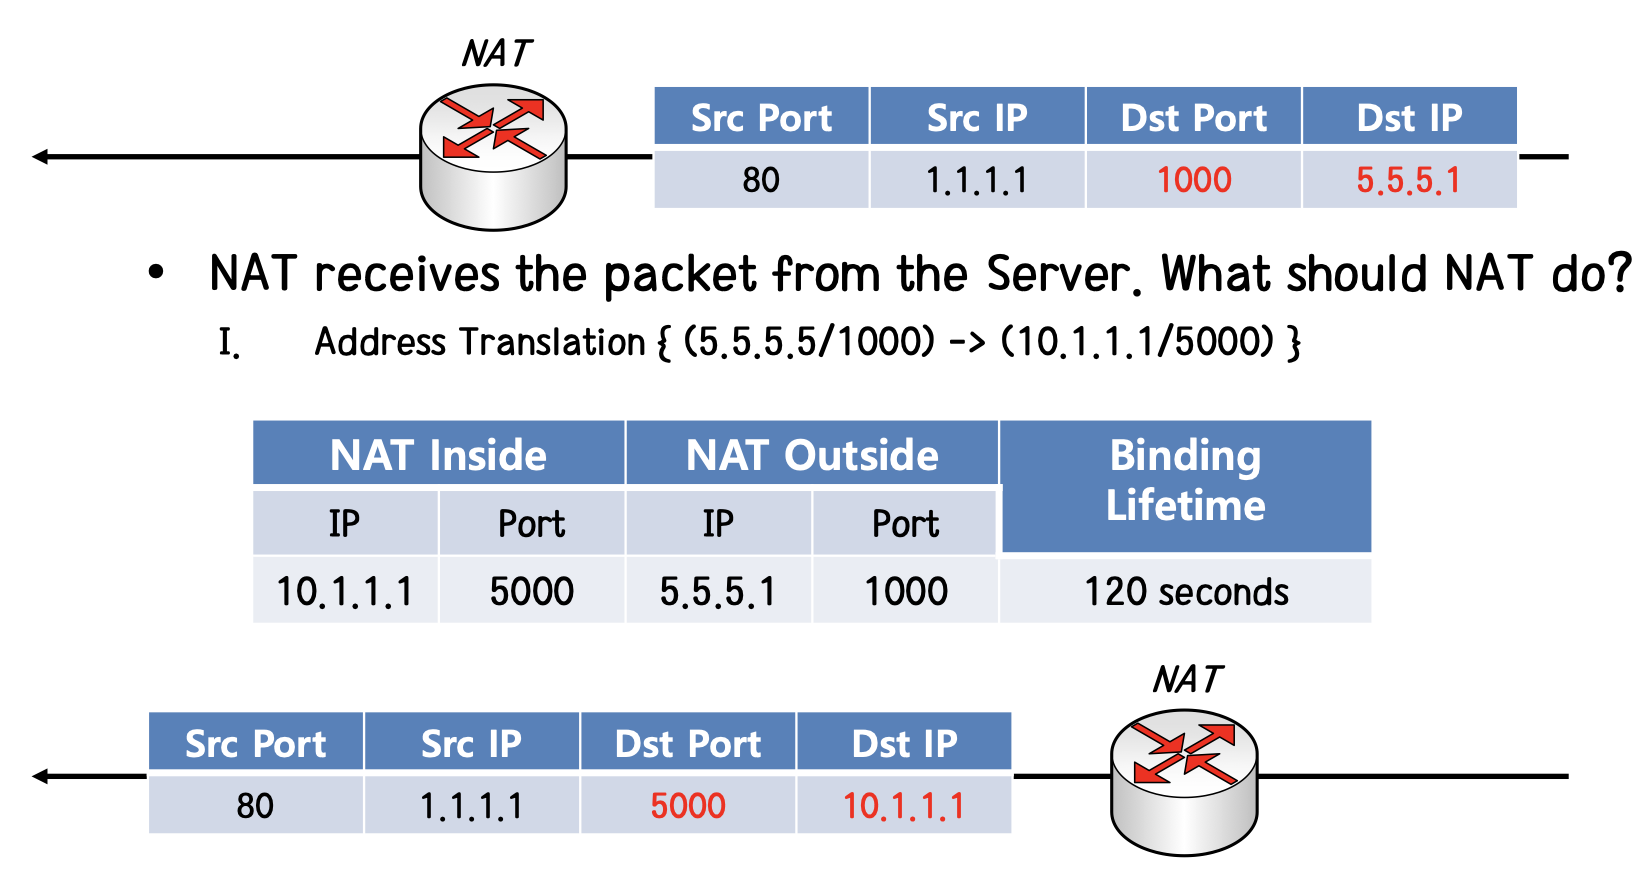 NAT
Src Port Src IP Dst Port Dst IP
80 1.1.1.1 1000 5.5.5.1
• NAT receives the packet from the Server. What should NAT do?
I. Address Translation { (5.5.5.5/1000) -> (10.1.1.1/5000) }
NAT Inside NAT Outside Binding
Lifetime
IP Port IP Port
10.1.1.1 5000 5.5.5.1 1000 120 seconds
NAT
Src Port Src IP Dst Port Dst IP
80 1.1.1.1 5000 10.1.1.1